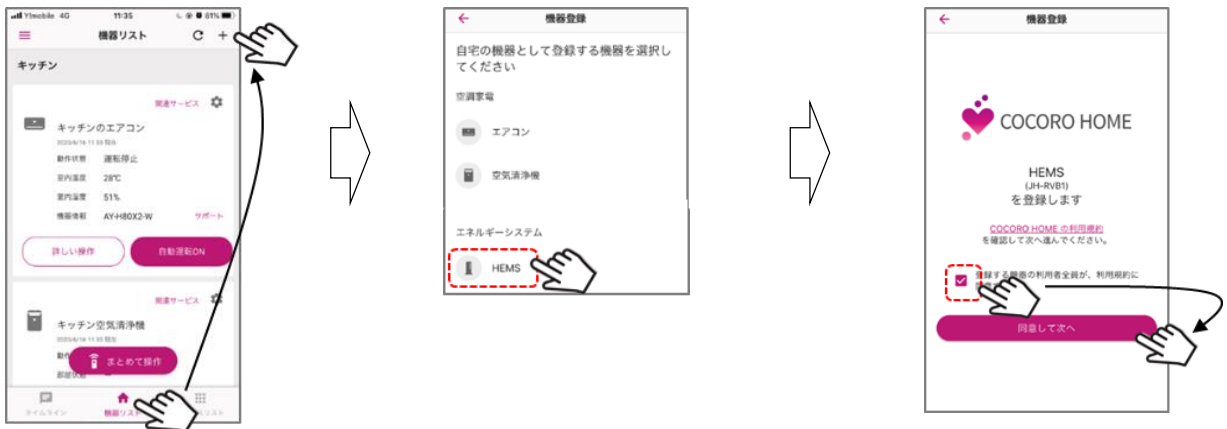 Y!mobile 4G 11:35 81%
機器リスト
キッチン
関連サービス
キッチンのエアコン
動作状態 運転停止
室内温度 28℃
室内湿度 51%
機器情報 AY-H80X2-W サポート
詳しい操作 自動運転ON
関連サービス
キッチン空気清浄機
まとめて操作
タイムライン 機器リスト
機器登録
自宅の機器として登録する機器を選択し
てください
空調家電
エアコン
空気清浄機
エネルギーシステム
HEMS
機器登録
COCORO HOME
HEMS
(JH-RVB1)
を登録します
COCORO HOME の利用規約
を確認して次へ進んでください。
登録する機器の利用者全員が、利用規約に
同意して次へ